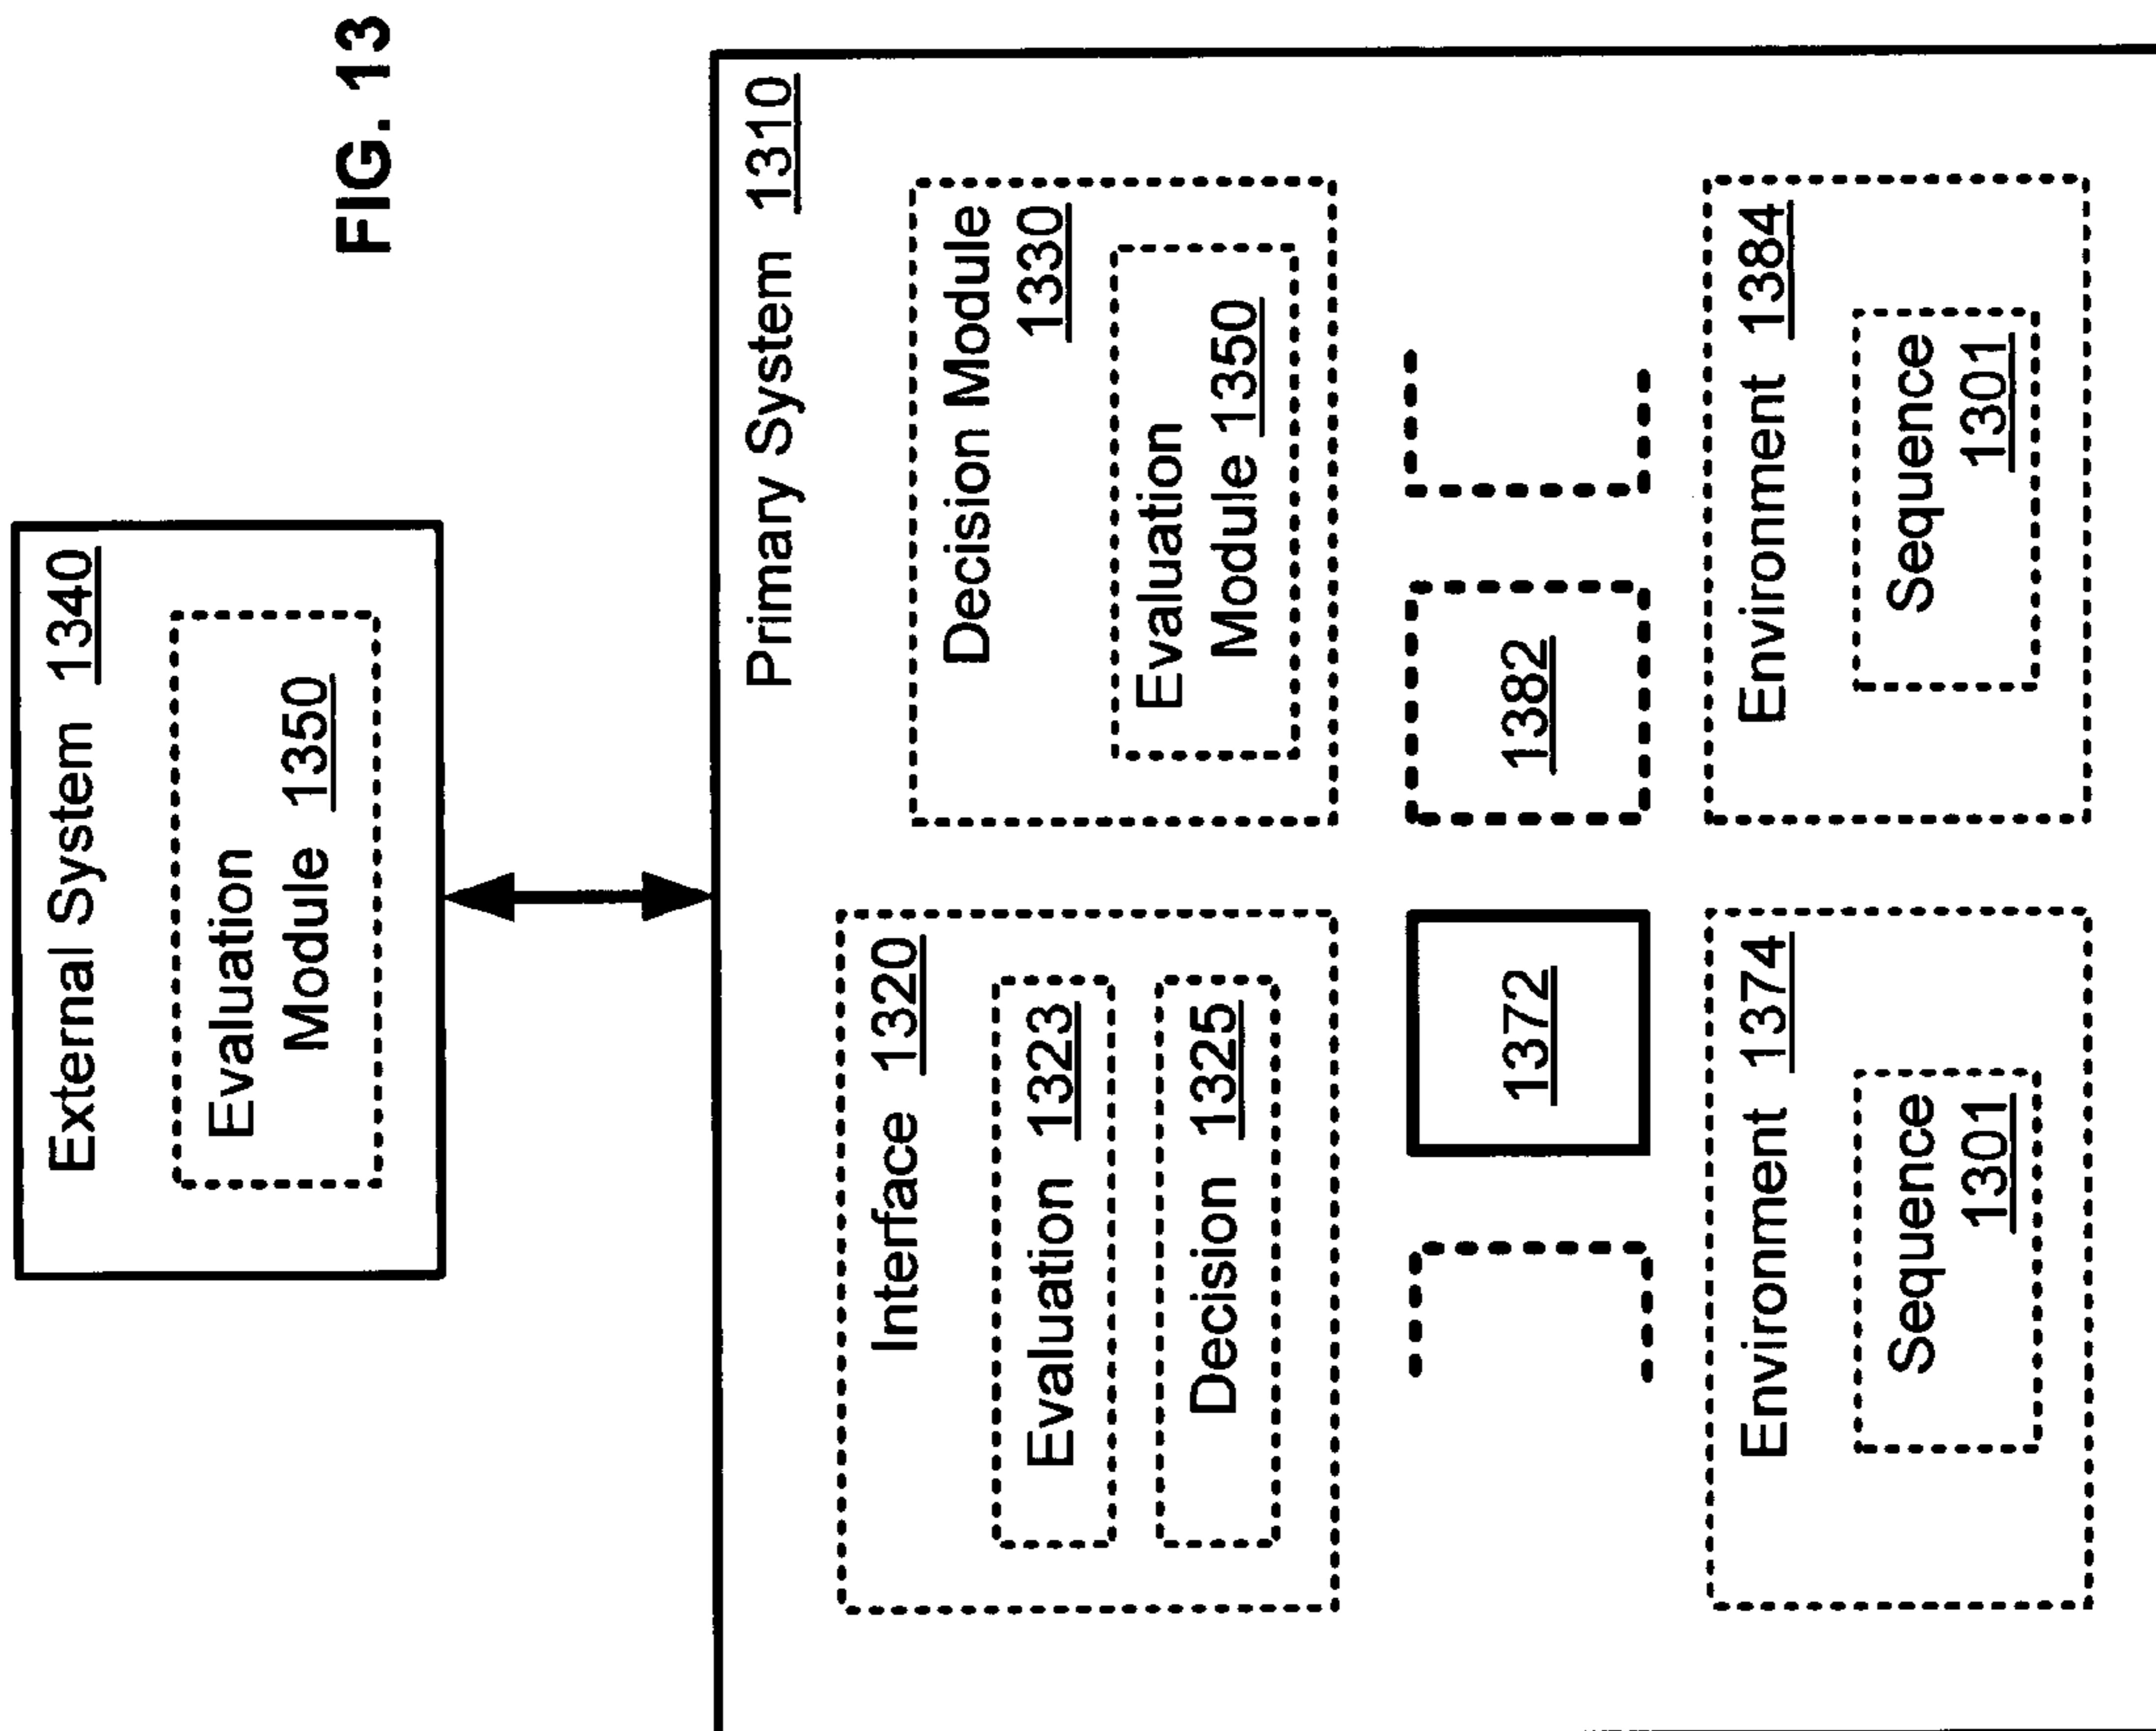 FIG. 13
External System 1340
Evaluation
Module 1350
Primary System 1310
Interface 1320
Evaluation 1323
Decision 1325
Decision Module
1330
Evaluation
Module 1350
1372
1382
Environment 1374
Sequence
1301
Environment 1384
Sequence
1301